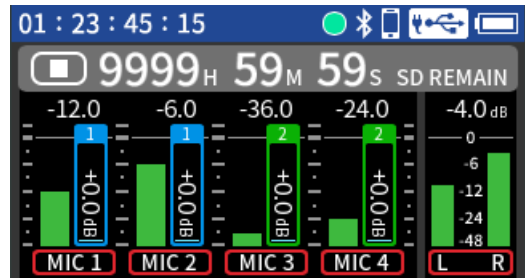 01 : 23 : 45 : 15
9999H 59M 59S SD REMAIN
-12.0 -6.0 -36.0 -24.0 -4.0 dB
1 1 2 2 0
-6
+0.0dB +0.0dB +0.0dB +0.0dB -12
-24
-48
MIC 1 MIC 2 MIC 3 MIC 4 L R